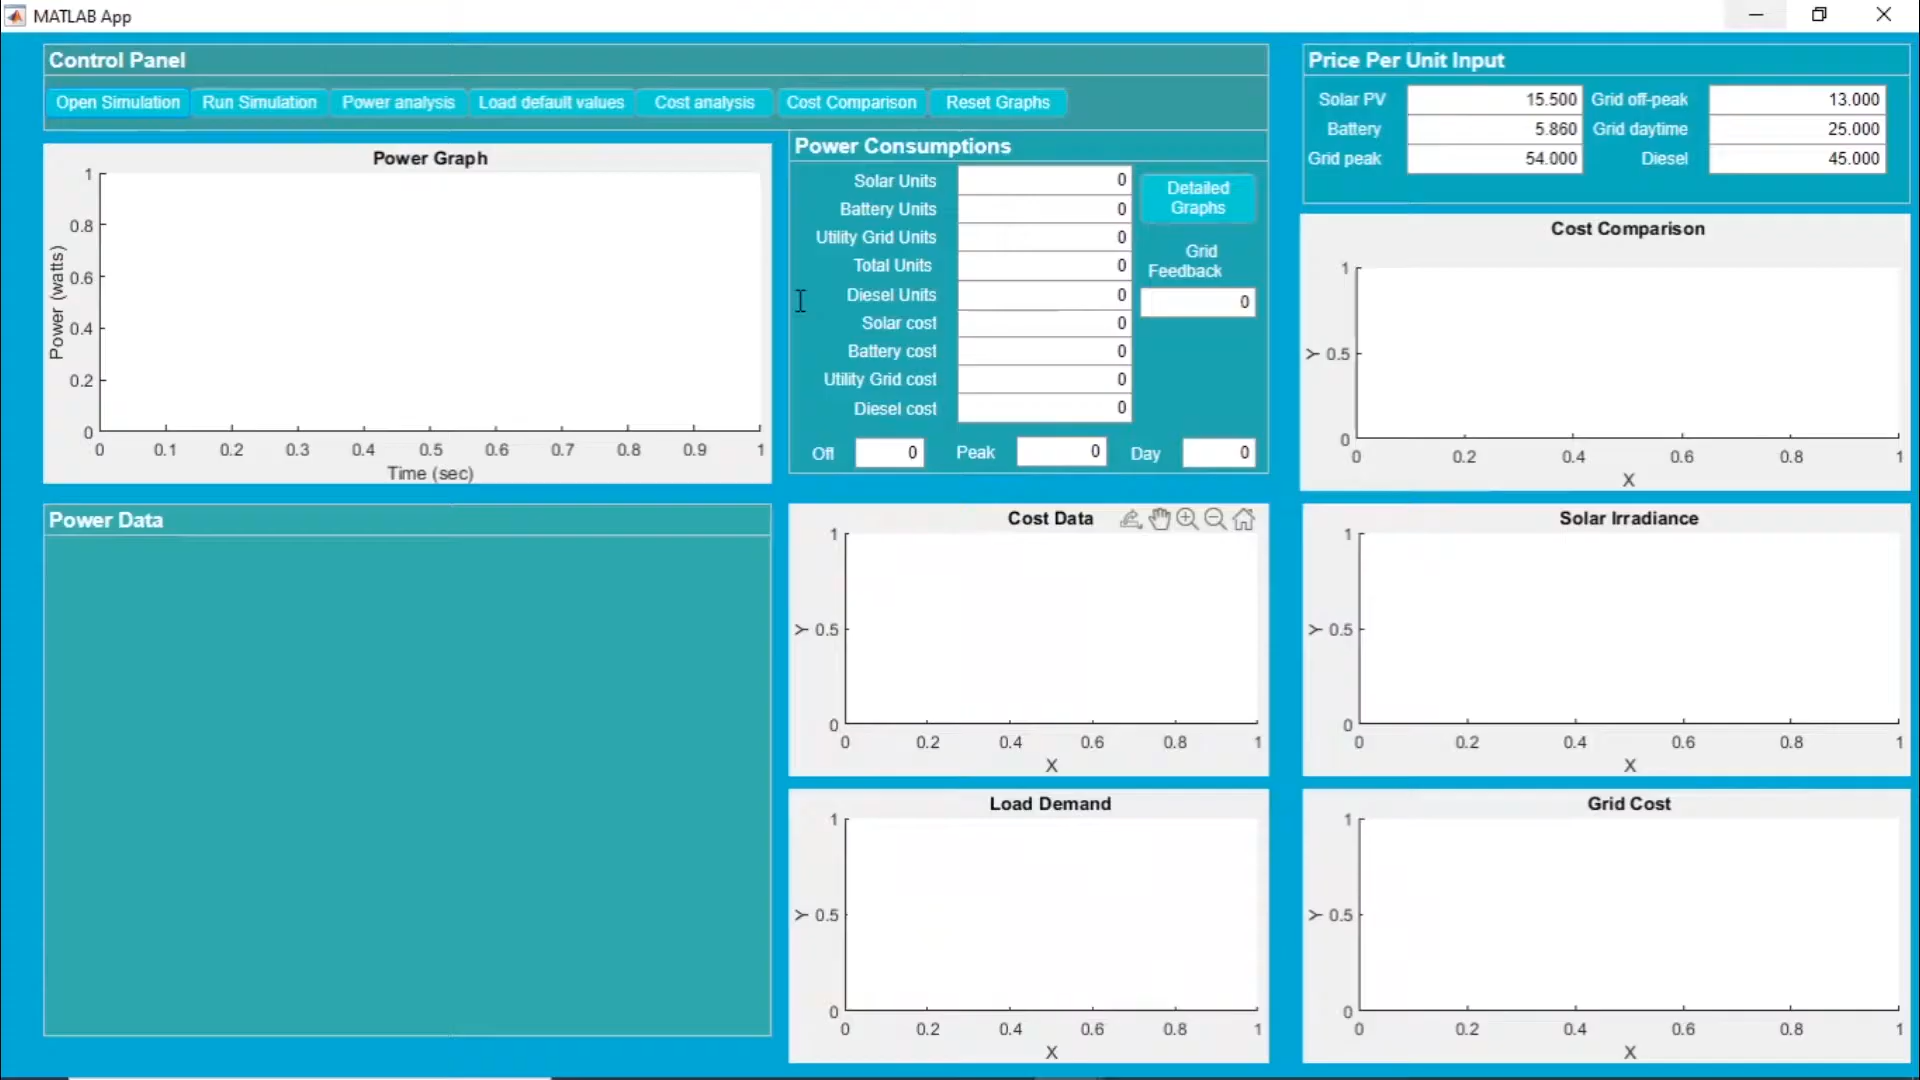 MATLAB App
Control Panel
Open Simulation Run Simulation Power analysis Load default values Cost analysis Cost Comparison Reset Graphs
Power Graph
1
0.8
0.6
0.4
0.2
0
Power (watts)
0 0.1 0.2 0.3 0.4 0.5 0.6 0.7 0.8 0.9 1
Time (sec)
Power Consumptions
Solar Units 0
Battery Units 0
Utility Grid Units 0
Total Units 0
Diesel Units 0
Solar cost 0
Battery cost 0
Utility Grid cost 0
Diesel cost 0
Detailed
Graphs
Grid
Feedback
0
Off 0 Peak 0 Day 0
Price Per Unit Input
Solar PV 15.500 Grid off-peak 13.000
Battery 5.860 Grid daytime 25.000
Grid peak 54.000 Diesel 45.000
Cost Comparison
1
Y 0.5
0
0 0.2 0.4 0.6 0.8 1
X
Power Data
Cost Data
1
Y 0.5
0
0 0.2 0.4 0.6 0.8 1
X
Solar Irradiance
1
Y 0.5
0
0 0.2 0.4 0.6 0.8 1
X
Load Demand
1
Y 0.5
0
0 0.2 0.4 0.6 0.8 1
X
Grid Cost
1
Y 0.5
0
0 0.2 0.4 0.6 0.8 1
X